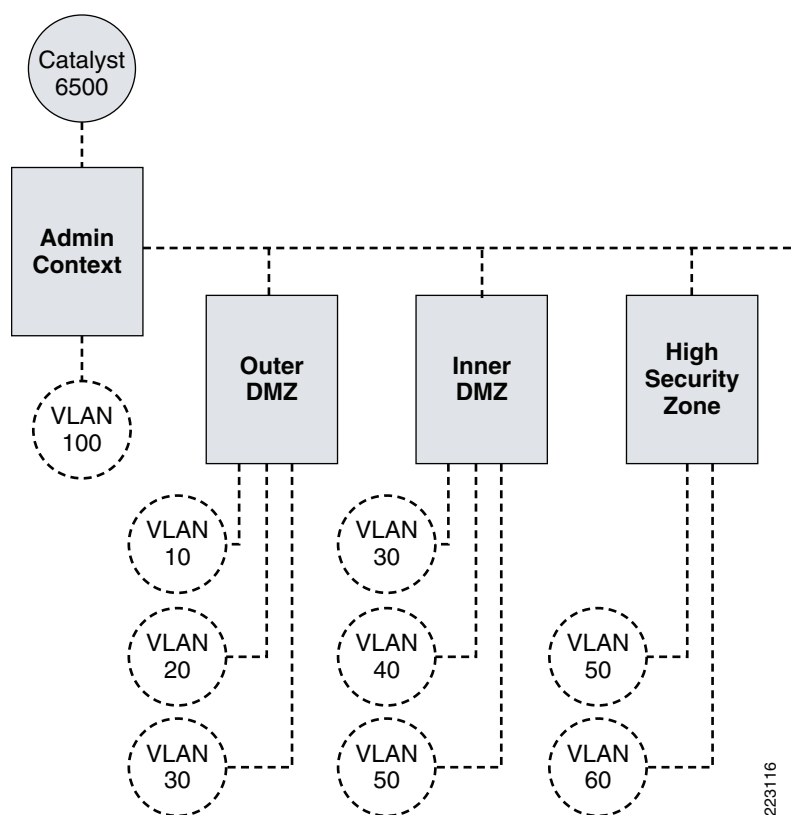 Catalyst
6500
Admin
Context
VLAN
100
Outer
DMZ
Inner
DMZ
High
Security
Zone
VLAN
10
VLAN
20
VLAN
30
VLAN
30
VLAN
40
VLAN
50
VLAN
50
VLAN
60
223116